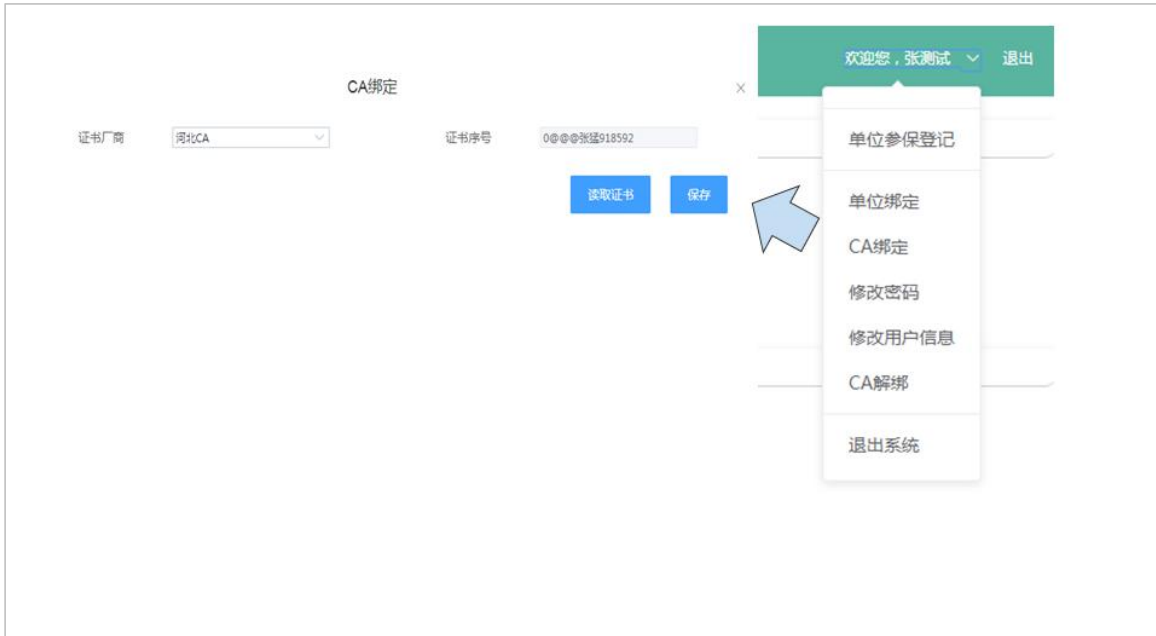 CA绑定
证书厂商 河北CA 证书序号 0@@@张猛918592
读取证书 保存
欢迎您，张测试 退出
单位参保登记
单位绑定
CA绑定
修改密码
修改用户信息
CA解绑
退出系统